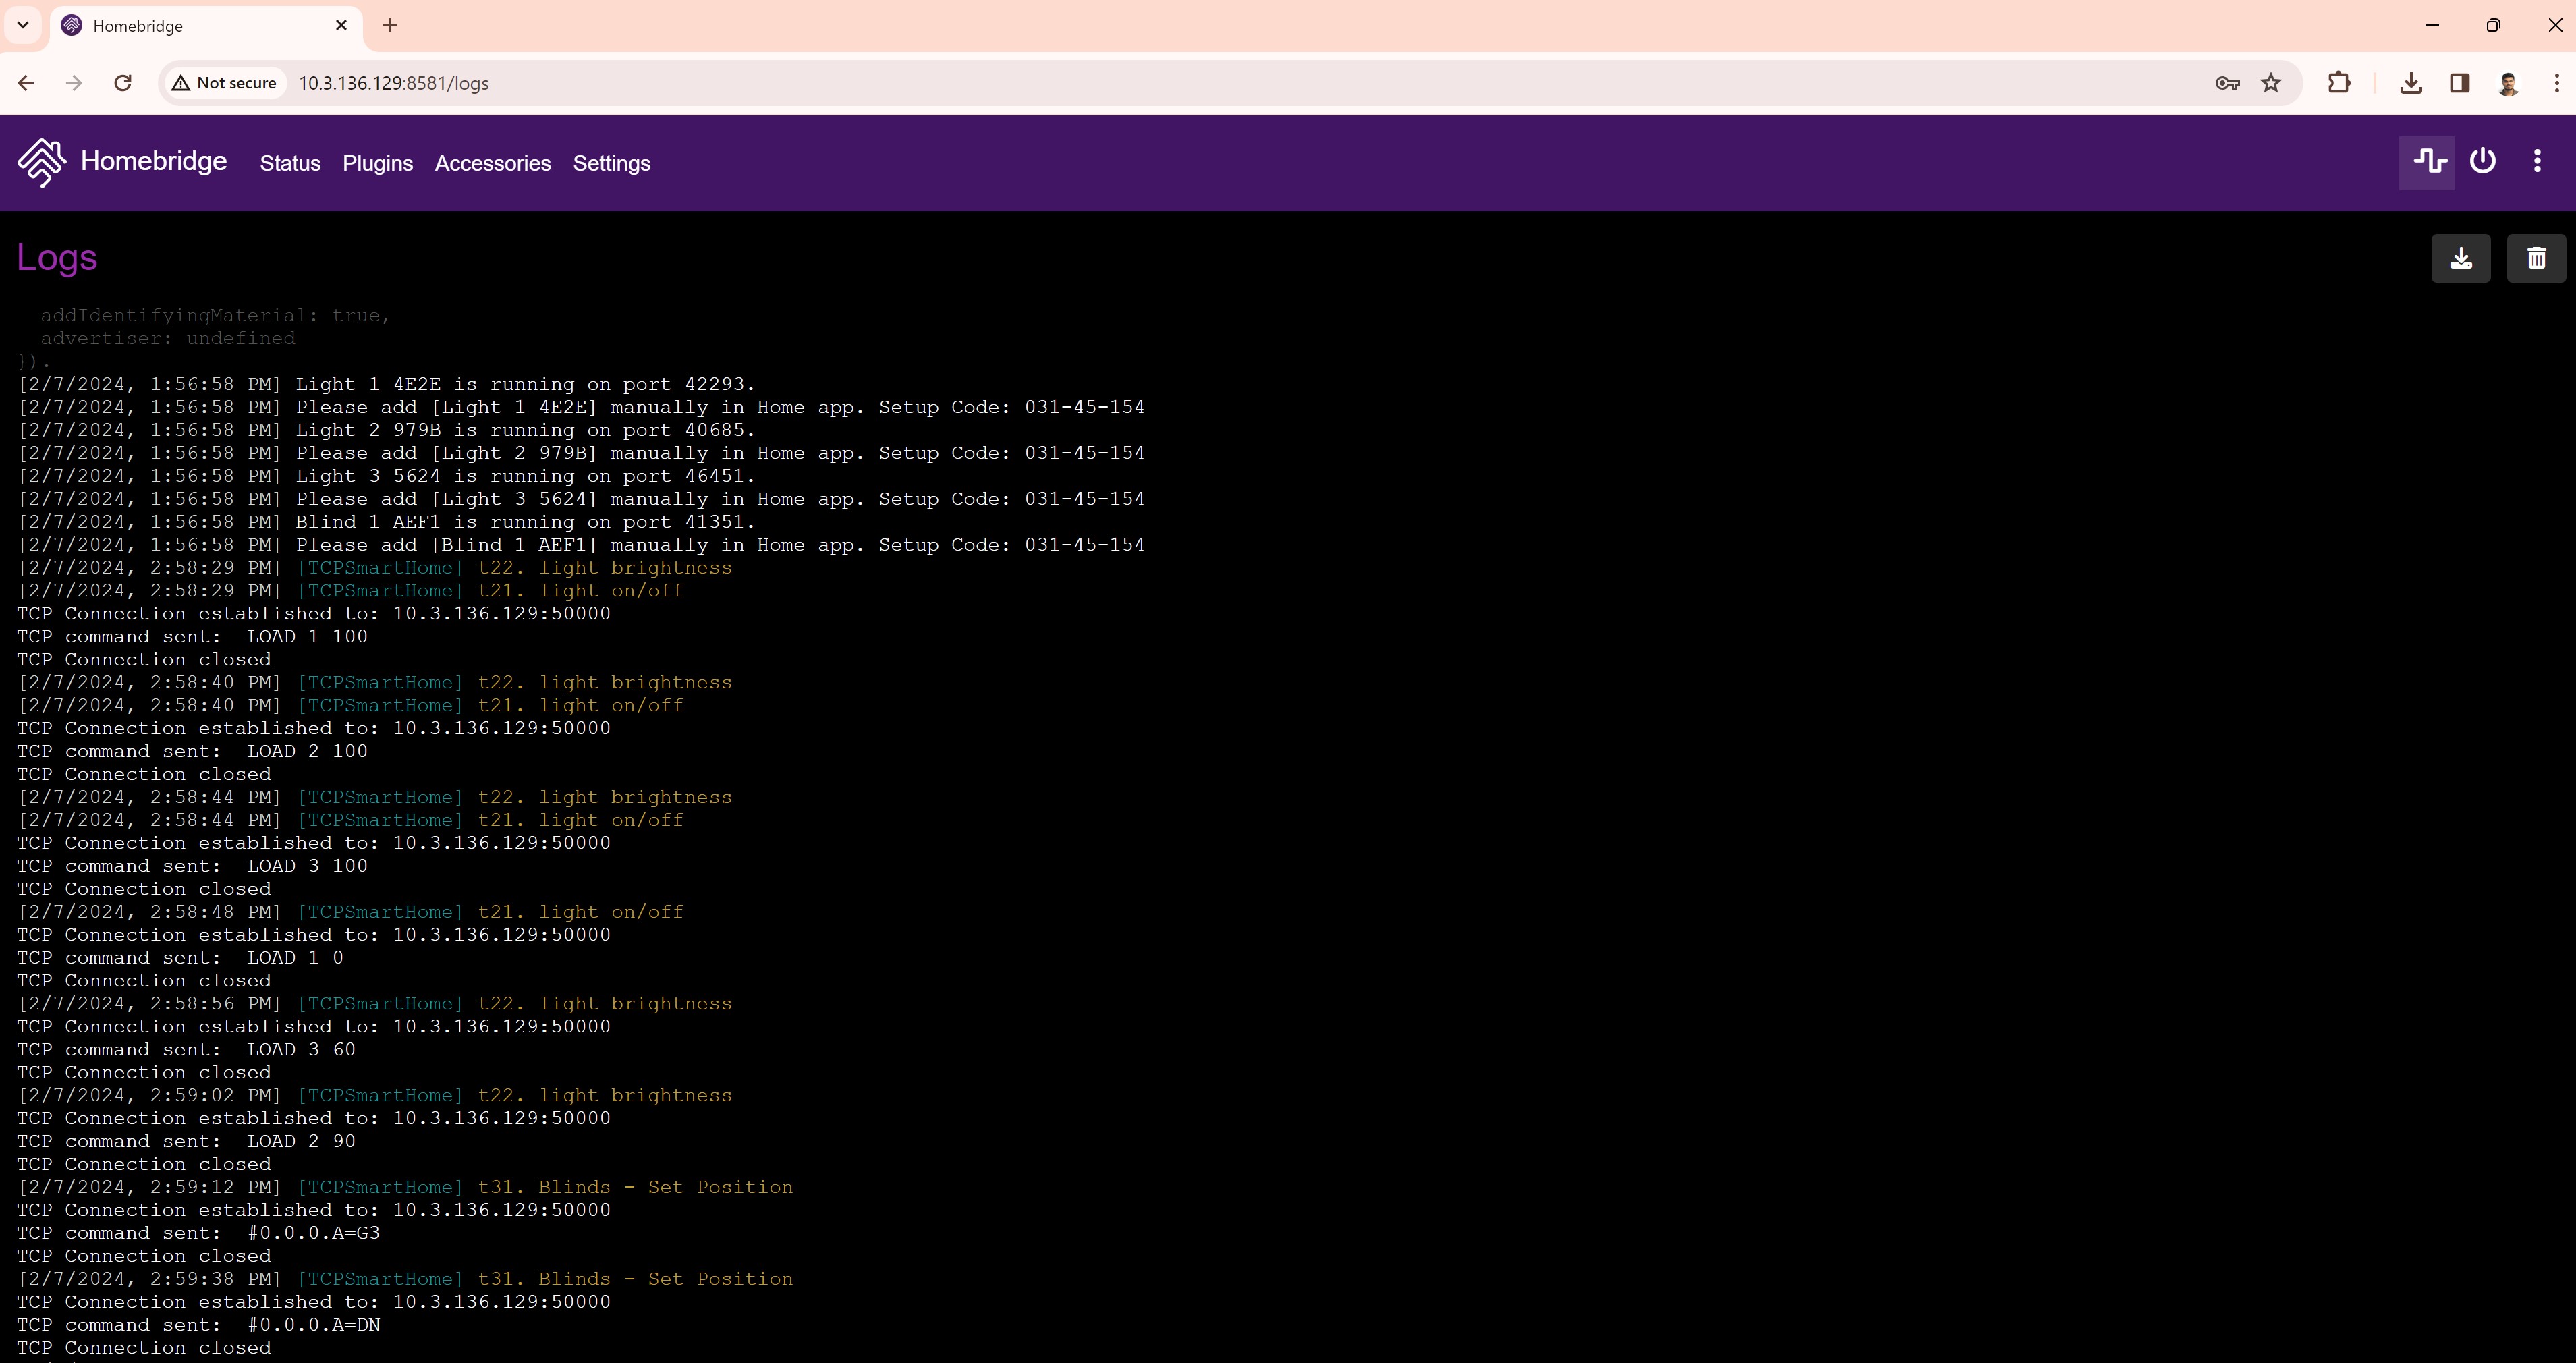 Homebridge
Not secure 10.3.136.129:8581/logs
Homebridge Status Plugins Accessories Settings
Logs
addIdentifyingMaterial: true,
advertiser: undefined
}).
[2/7/2024, 1:56:58 PM] Light 1 4E2E is running on port 42293.
[2/7/2024, 1:56:58 PM] Please add [Light 1 4E2E] manually in Home app. Setup Code: 031-45-154
[2/7/2024, 1:56:58 PM] Light 2 979B is running on port 40685.
[2/7/2024, 1:56:58 PM] Please add [Light 2 979B] manually in Home app. Setup Code: 031-45-154
[2/7/2024, 1:56:58 PM] Light 3 5624 is running on port 46451.
[2/7/2024, 1:56:58 PM] Please add [Light 3 5624] manually in Home app. Setup Code: 031-45-154
[2/7/2024, 1:56:58 PM] Blind 1 AEF1 is running on port 41351.
[2/7/2024, 1:56:58 PM] Please add [Blind 1 AEF1] manually in Home app. Setup Code: 031-45-154
[2/7/2024, 2:58:29 PM] [TCPSmartHome] t22. light brightness
[2/7/2024, 2:58:29 PM] [TCPSmartHome] t21. light on/off
TCP Connection established to: 10.3.136.129:50000
TCP command sent:  LOAD 1 100
TCP Connection closed
[2/7/2024, 2:58:40 PM] [TCPSmartHome] t22. light brightness
[2/7/2024, 2:58:40 PM] [TCPSmartHome] t21. light on/off
TCP Connection established to: 10.3.136.129:50000
TCP command sent:  LOAD 2 100
TCP Connection closed
[2/7/2024, 2:58:44 PM] [TCPSmartHome] t22. light brightness
[2/7/2024, 2:58:44 PM] [TCPSmartHome] t21. light on/off
TCP Connection established to: 10.3.136.129:50000
TCP command sent:  LOAD 3 100
TCP Connection closed
[2/7/2024, 2:58:48 PM] [TCPSmartHome] t21. light on/off
TCP Connection established to: 10.3.136.129:50000
TCP command sent:  LOAD 1 0
TCP Connection closed
[2/7/2024, 2:58:56 PM] [TCPSmartHome] t22. light brightness
TCP Connection established to: 10.3.136.129:50000
TCP command sent:  LOAD 3 60
TCP Connection closed
[2/7/2024, 2:59:02 PM] [TCPSmartHome] t22. light brightness
TCP Connection established to: 10.3.136.129:50000
TCP command sent:  LOAD 2 90
TCP Connection closed
[2/7/2024, 2:59:12 PM] [TCPSmartHome] t31. Blinds - Set Position
TCP Connection established to: 10.3.136.129:50000
TCP command sent:  #0.0.0.A=G3
TCP Connection closed
[2/7/2024, 2:59:38 PM] [TCPSmartHome] t31. Blinds - Set Position
TCP Connection established to: 10.3.136.129:50000
TCP command sent:  #0.0.0.A=DN
TCP Connection closed